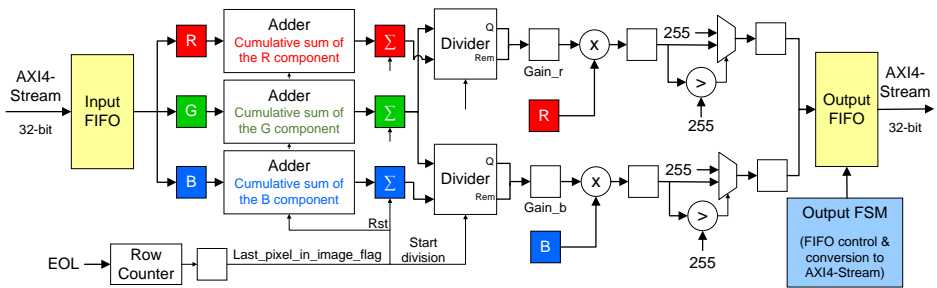 AXI4-
Stream
32-bit
Input
FIFO
R
Adder
Cumulative sum of
the R component
Σ
G
Adder
Cumulative sum of
the G component
Σ
B
Adder
Cumulative sum of
the B component
Σ
Rst
EOL
Row
Counter
Last_pixel_in_image_flag
Start
division
Divider
Q
Rem
Gain_r
x
R
255
>
255
Divider
Q
Rem
Gain_b
x
B
255
>
255
Output
FIFO
AXI4-
Stream
32-bit
Output FSM
(FIFO control &
conversion to
AXI4-Stream)